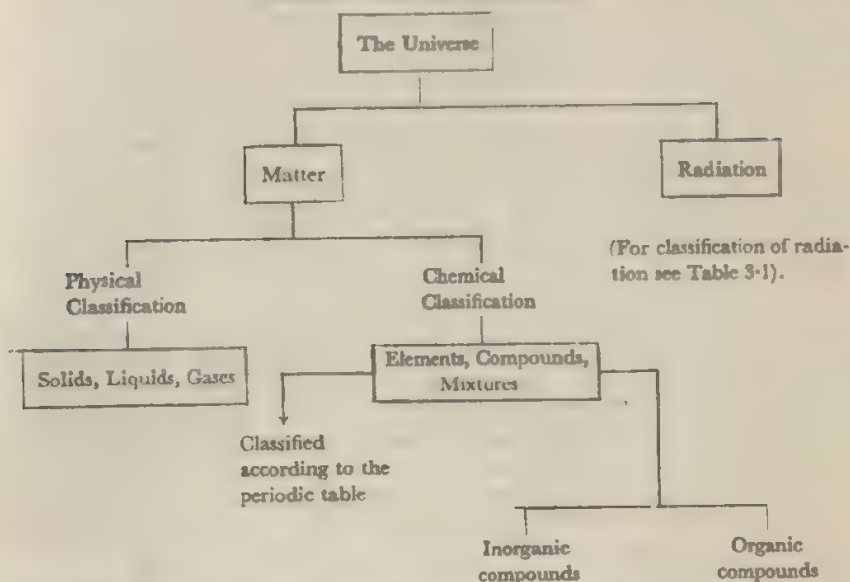 The Universe
Matter
Radiation
(For classification of radia-
tion see Table 3·1).
Physical
Classification
Chemical
Classification
Solids, Liquids, Gases
Elements, Compounds,
Mixtures
Classified
according to the
periodic table
Inorganic
compounds
Organic
compounds